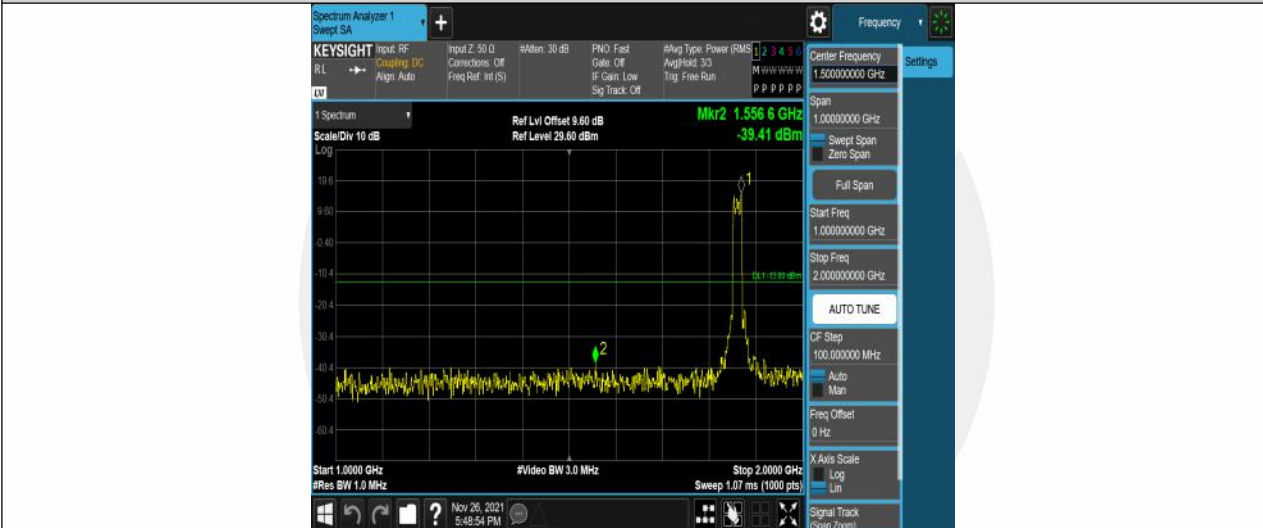 Spectrum Analyzer 1
Swept SA
+
Frequency
KEYSIGHT
Input: RF
Coupling: DC
Align: Auto
RL
LV
Input Z: 50 Ω
Corrections: Off
Freq Ref: Int (S)
#Atten: 30 dB
PNO: Fast
Gate: Off
IF Gain: Low
Sig Track: Off
#Avg Type: Power (RMS
Avg|Hold: 3/3
Trig: Free Run
1 2 3 4 5 6
M W W W W W
P P P P P P
1 Spectrum
Scale/Div 10 dB
Log
Ref Lvl Offset 9.60 dB
Ref Level 29.60 dBm
Mkr2 1.556 6 GHz
-39.41 dBm
19.6
9.60
-0.40
-10.4
-20.4
-30.4
-40.4
-50.4
-60.4
1
DL1 -13.00 dBm
2
Start 1.0000 GHz
#Res BW 1.0 MHz
#Video BW 3.0 MHz
Stop 2.0000 GHz
Sweep 1.07 ms (1000 pts)
?
Nov 26, 2021
5:48:54 PM
Center Frequency
1.500000000 GHz
Settings
Span
1.00000000 GHz
Swept Span
Zero Span
Full Span
Start Freq
1.000000000 GHz
Stop Freq
2.000000000 GHz
AUTO TUNE
CF Step
100.000000 MHz
Auto
Man
Freq Offset
0 Hz
X Axis Scale
Log
Lin
Signal Track
(Span Zoom)